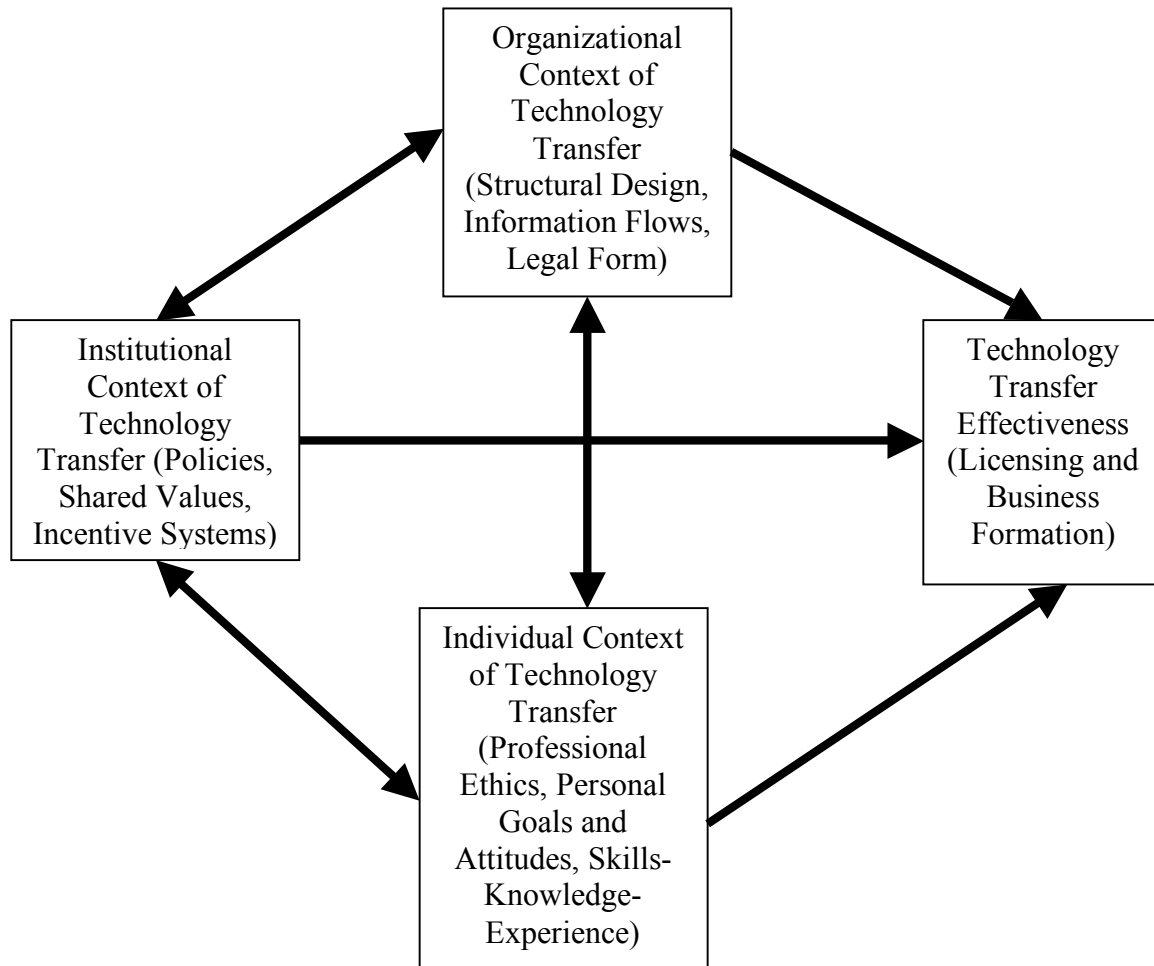 Organizational
Context of
Technology
Transfer
(Structural Design,
Information Flows,
Legal Form)
Institutional
Context of
Technology
Transfer (Policies,
Shared Values,
Incentive Systems)
Technology
Transfer
Effectiveness
(Licensing and
Business
Formation)
Individual Context
of Technology
Transfer
(Professional
Ethics, Personal
Goals and
Attitudes, Skills-
Knowledge-
Experience)